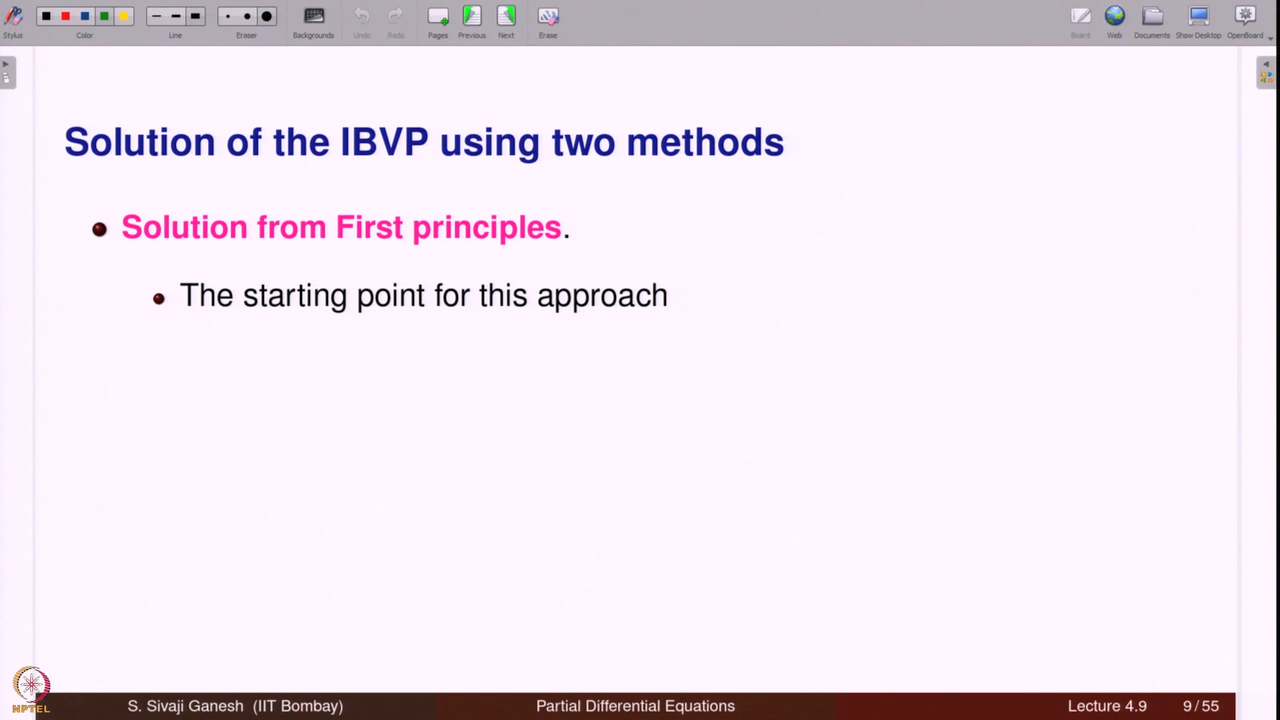 Stylus Color Line Eraser Backgrounds Undo Redo Pages Previous Next Erase Board Web Documents Show Desktop OpenBoard
Solution of the IBVP using two methods
Solution from First principles.
The starting point for this approach
NPTEL
S. Sivaji Ganesh (IIT Bombay) Partial Differential Equations Lecture 4.9 9/55